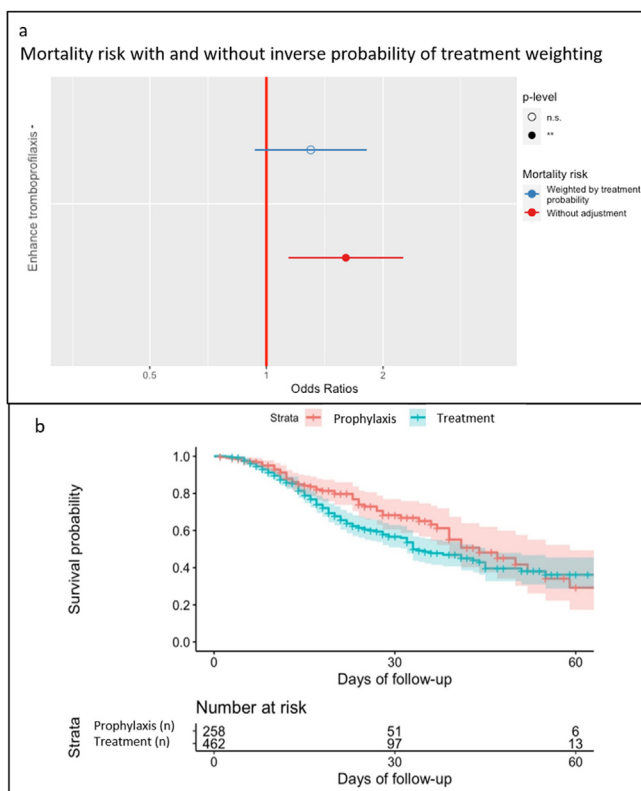 a
Mortality risk with and without inverse probability of treatment weighting
Enhance tromboprofilaxis -
0.5 1 2
Odds Ratios
p-level
n.s.
**
Mortality risk
Weighted by treatment
probability
Without adjustment
b
Strata Prophylaxis Treatment
Survival probability
1.0
0.8
0.6
0.4
0.2
0.0
0 30 60
Days of follow-up
Number at risk
Strata
Prophylaxis (n) 258 51 6
Treatment (n) 462 97 13
0 30 60
Days of follow-up